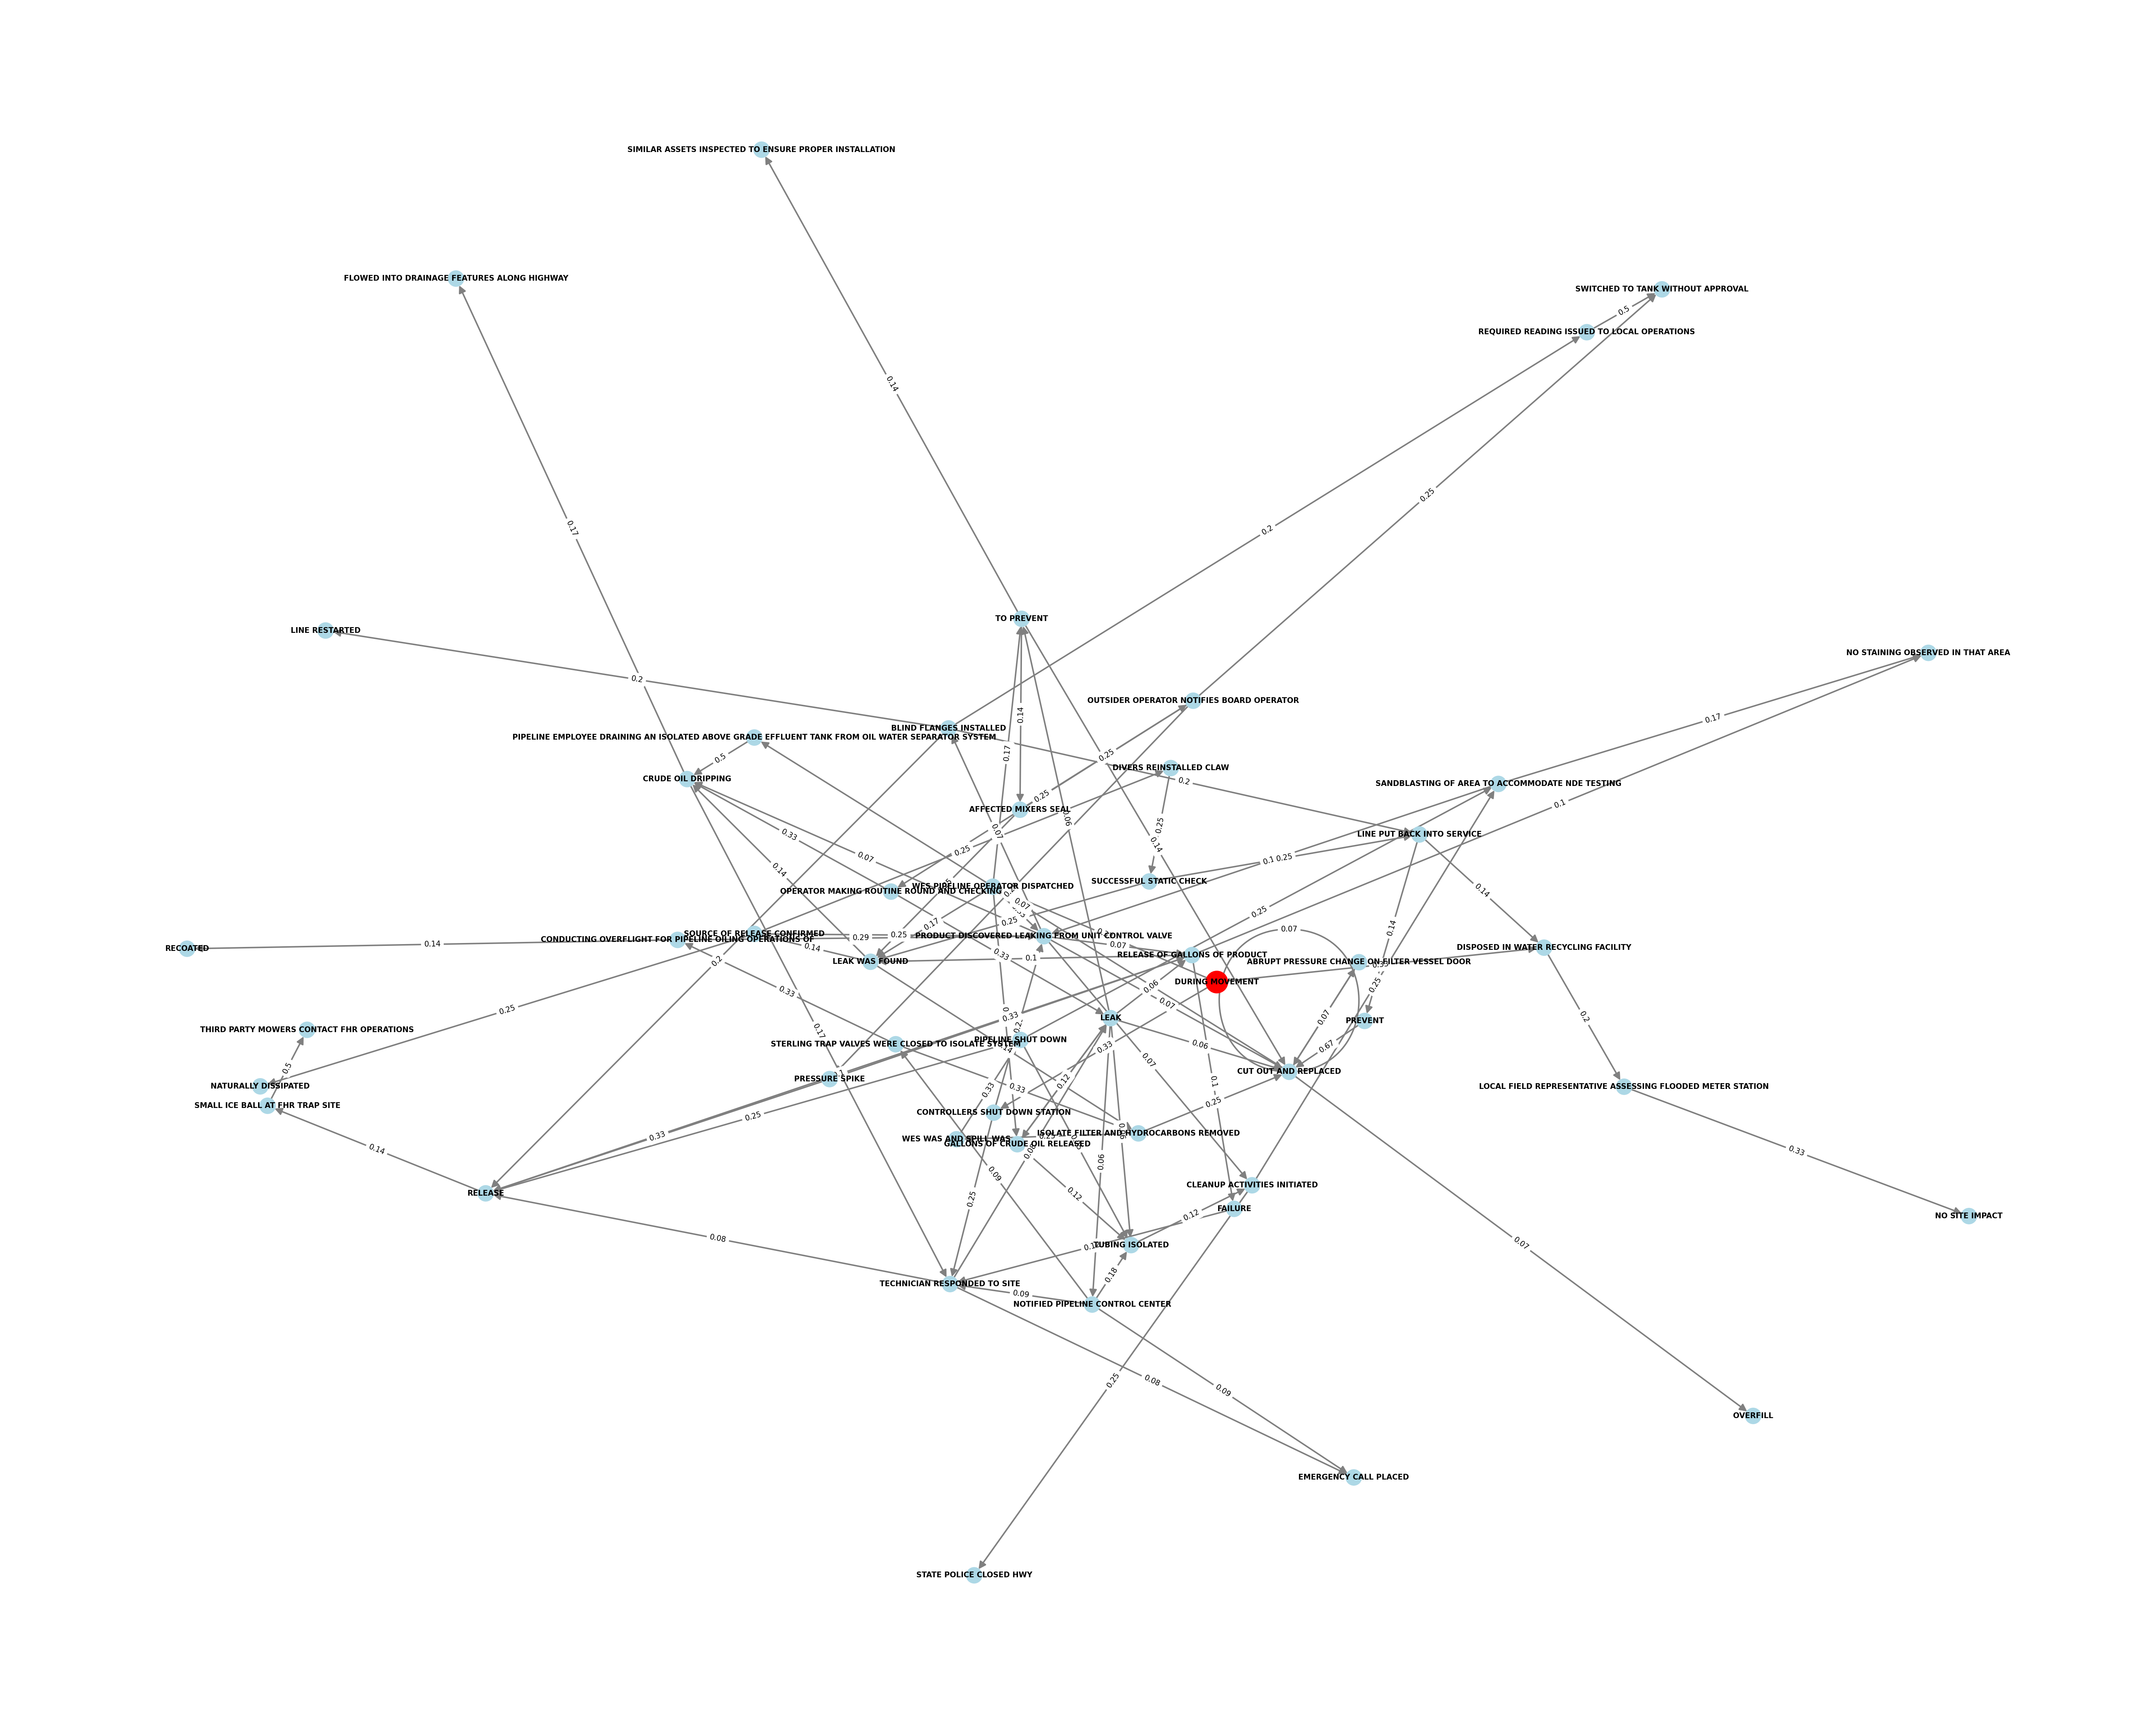 SIMILAR ASSETS INSPECTED TO ENSURE PROPER INSTALLATION
FLOWED INTO DRAINAGE FEATURES ALONG HIGHWAY
SWITCHED TO TANK WITHOUT APPROVAL
0.5
REQUIRED READING ISSUED TO LOCAL OPERATIONS
0.14
0.25
0.17
0.2
TO PREVENT
LINE RESTARTED
NO STAINING OBSERVED IN THAT AREA
0.2
OUTSIDER OPERATOR NOTIFIES BOARD OPERATOR
0.14
0.17
BLIND FLANGES INSTALLED
PIPELINE EMPLOYEE DRAINING AN ISOLATED ABOVE GRADE EFFLUENT TANK FROM OIL WATER SEPARATOR SYSTEM
0.17
0.25
0.5
DIVERS REINSTALLED CLAW
CRUDE OIL DRIPPING
0.2
SANDBLASTING OF AREA TO ACCOMMODATE NDE TESTING
0.25
0.1
AFFECTED MIXERS SEAL
0.06
0.25
0.33
0.07
LINE PUT BACK INTO SERVICE
0.14
0.25
0.07
0.1
0.25
0.14
SUCCESSFUL STATIC CHECK
WES PIPELINE OPERATOR DISPATCHED
OPERATOR MAKING ROUTINE ROUND AND CHECKING
0.14
0.07
0.25
0.17
0.25
0.14
SOURCE OF RELEASE CONFIRMED
0.29
0.25
PRODUCT DISCOVERED LEAKING FROM UNIT CONTROL VALVE
0.07
CONDUCTING OVERFLIGHT FOR PIPELINE OILING OPERATIONS OF
RECOATED
0.14
0.14
0.07
DISPOSED IN WATER RECYCLING FACILITY
0.33
RELEASE OF GALLONS OF PRODUCT
0.1
LEAK WAS FOUND
ABRUPT PRESSURE CHANGE ON FILTER VESSEL DOOR
DURING MOVEMENT
0.25
0.06
0.33
0.07
0.25
0.33
LEAK
0.07
0.2
PREVENT
THIRD PARTY MOWERS CONTACT FHR OPERATIONS
0.17
0.2
PIPELINE SHUT DOWN
STERLING TRAP VALVES WERE CLOSED TO ISOLATE SYSTEM
0.06
0.33
0.67
0.5
0.07
CUT OUT AND REPLACED
PRESSURE SPIKE
0.12
0.1
NATURALLY DISSIPATED
LOCAL FIELD REPRESENTATIVE ASSESSING FLOODED METER STATION
0.33
0.33
SMALL ICE BALL AT FHR TRAP SITE
0.25
CONTROLLERS SHUT DOWN STATION
0.25
0.33
ISOLATE FILTER AND HYDROCARBONS REMOVED
WES WAS AND SPILL WAS
GALLONS OF CRUDE OIL RELEASED
0.14
0.08
0.33
0.06
0.09
CLEANUP ACTIVITIES INITIATED
RELEASE
0.12
0.25
FAILURE
0.12
NO SITE IMPACT
0.08
TUBING ISOLATED
0.07
0.18
TECHNICIAN RESPONDED TO SITE
0.09
NOTIFIED PIPELINE CONTROL CENTER
0.08
0.25
0.09
OVERFILL
EMERGENCY CALL PLACED
STATE POLICE CLOSED HWY